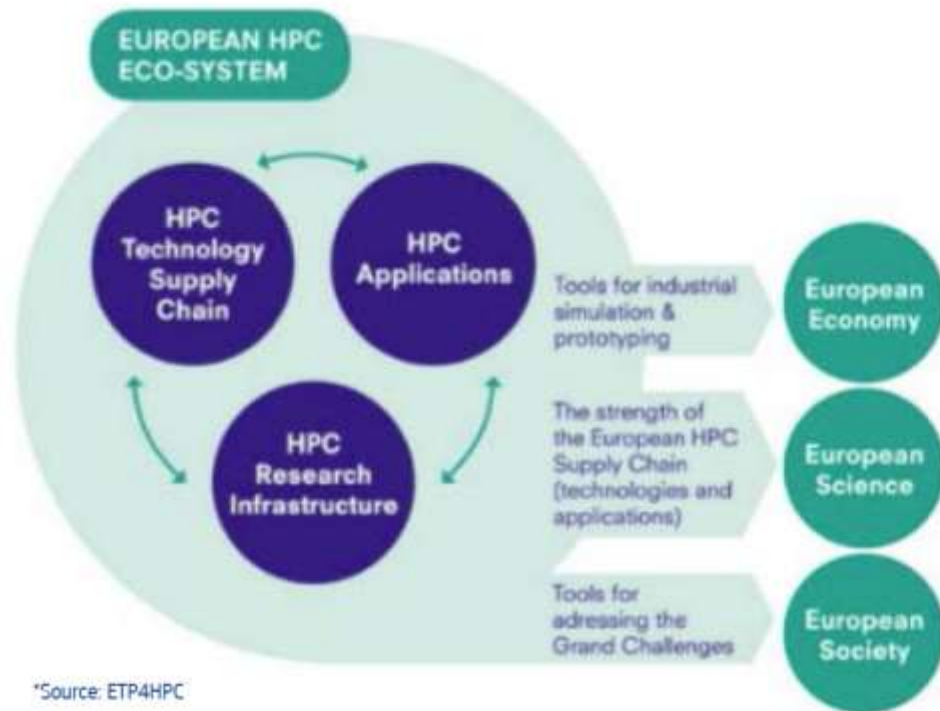 EUROPEAN HPC
ECO-SYSTEM
HPC
Technology
Supply
Chain
HPC
Applications
HPC
Research
Infrastructure
Tools for industrial
simulation &
prototyping
European
Economy
The strength of
the European HPC
Supply Chain
(technologies and
applications)
European
Science
Tools for
adressing the
Grand Challenges
European
Society
*Source: ETP4HPC